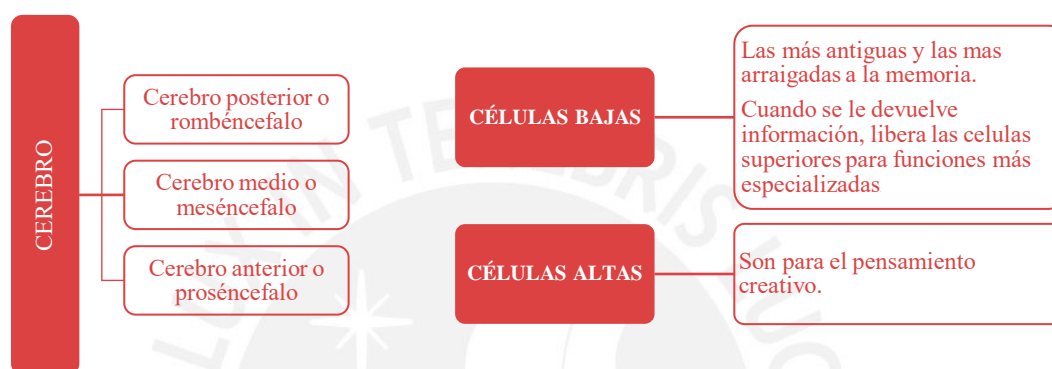 CEREBRO
Cerebro posterior o
rombéncefalo
Cerebro medio o
meséncefalo
Cerebro anterior o
proséncefalo
CÉLULAS BAJAS
Las más antiguas y las mas
arraigadas a la memoria.
Cuando se le devuelve
información, libera las celulas
superiores para funciones más
especializadas
CÉLULAS ALTAS
Son para el pensamiento
creativo.